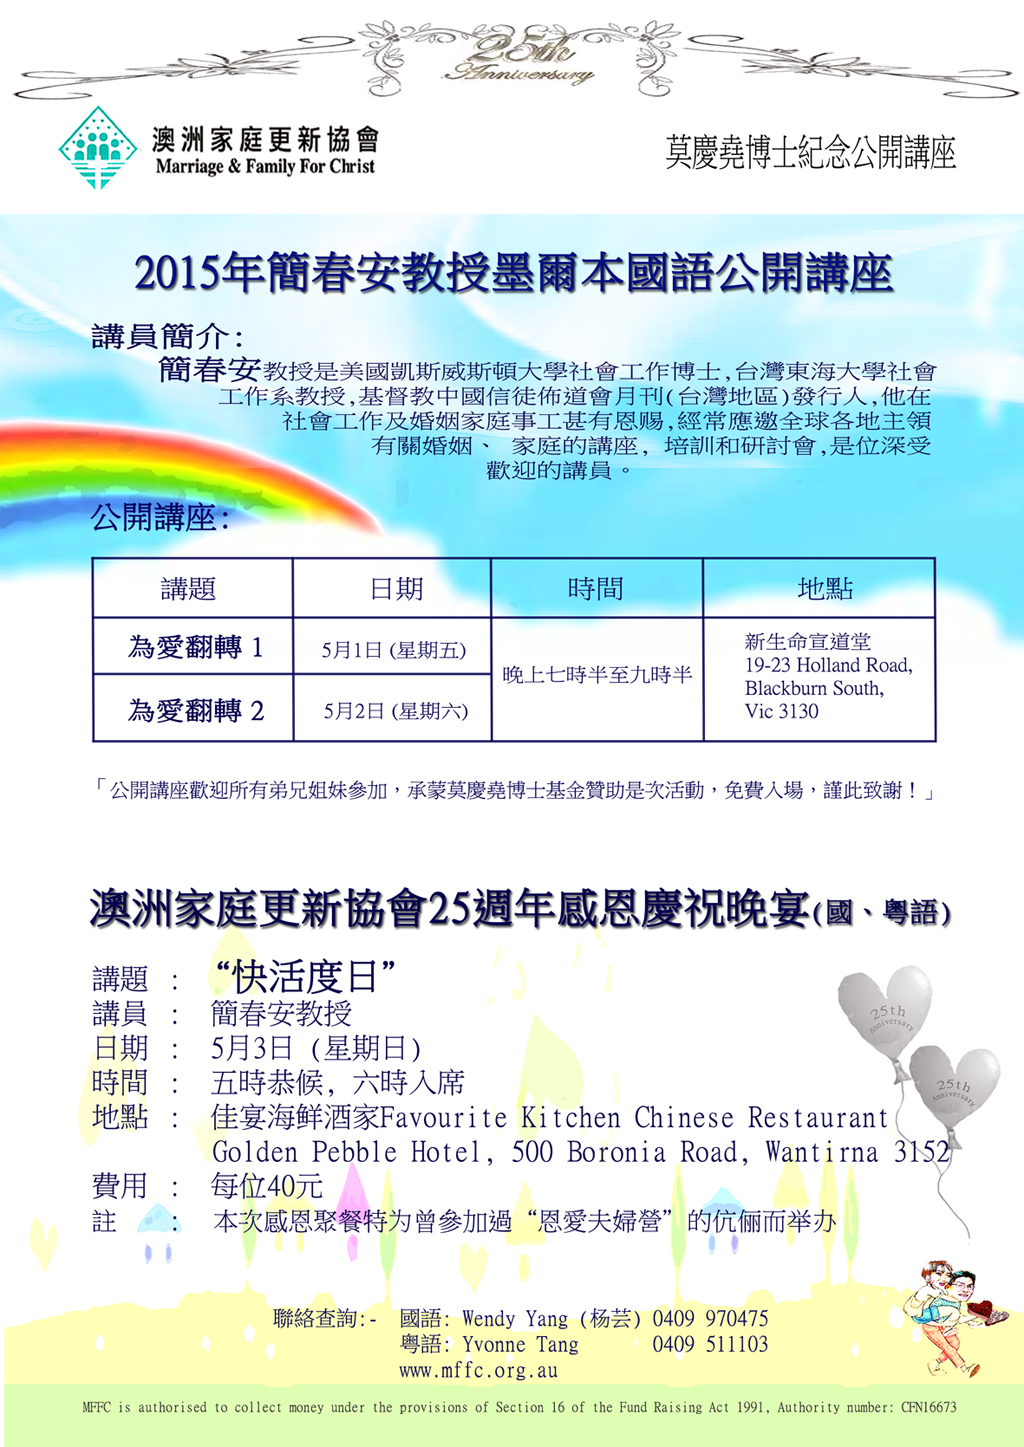 25th
Anniversary
澳洲家庭更新協會
Marriage & Family For Christ
莫慶堯博士紀念公開講座
2015年簡春安教授墨爾本國語公開講座
講員簡介:
簡春安教授是美國凱斯威斯頓大學社會工作博士,台灣東海大學社會
工作系教授,基督教中國信徒佈道會月刊(台灣地區)發行人,他在
社會工作及婚姻家庭事工甚有恩赐,經常應邀全球各地主領
有關婚姻、 家庭的講座, 培訓和研討會,是位深受
歡迎的講員。
公開講座:
講題 日期 時間 地點
為愛翻轉 1 5月1日 (星期五)
為愛翻轉 2 5月2日 (星期六)
晚上七時半至九時半
新生命宣道堂
19-23 Holland Road,
Blackburn South,
Vic 3130
「公開講座歡迎所有弟兄姐妹參加，承蒙莫慶堯博士基金贊助是次活動，免費入場，謹此致謝！」
澳洲家庭更新協會25週年感恩慶祝晚宴(國、粵語)
講題 : “快活度日”
講員 : 簡春安教授
日期 : 5月3日 (星期日)
時間 : 五時恭候, 六時入席
地點 : 佳宴海鲜酒家Favourite Kitchen Chinese Restaurant
Golden Pebble Hotel, 500 Boronia Road, Wantirna 3152
費用 : 每位40元
註 : 本次感恩聚餐特为曾參加過“恩愛夫婦營”的伉俪而举办
25th
Anniversary
25th
Anniversary
聯絡查詢:- 國語: Wendy Yang (杨芸) 0409 970475
粵語: Yvonne Tang 0409 511103
www.mffc.org.au
MFFC is authorised to collect money under the provisions of Section 16 of the Fund Raising Act 1991, Authority number: CFN16673